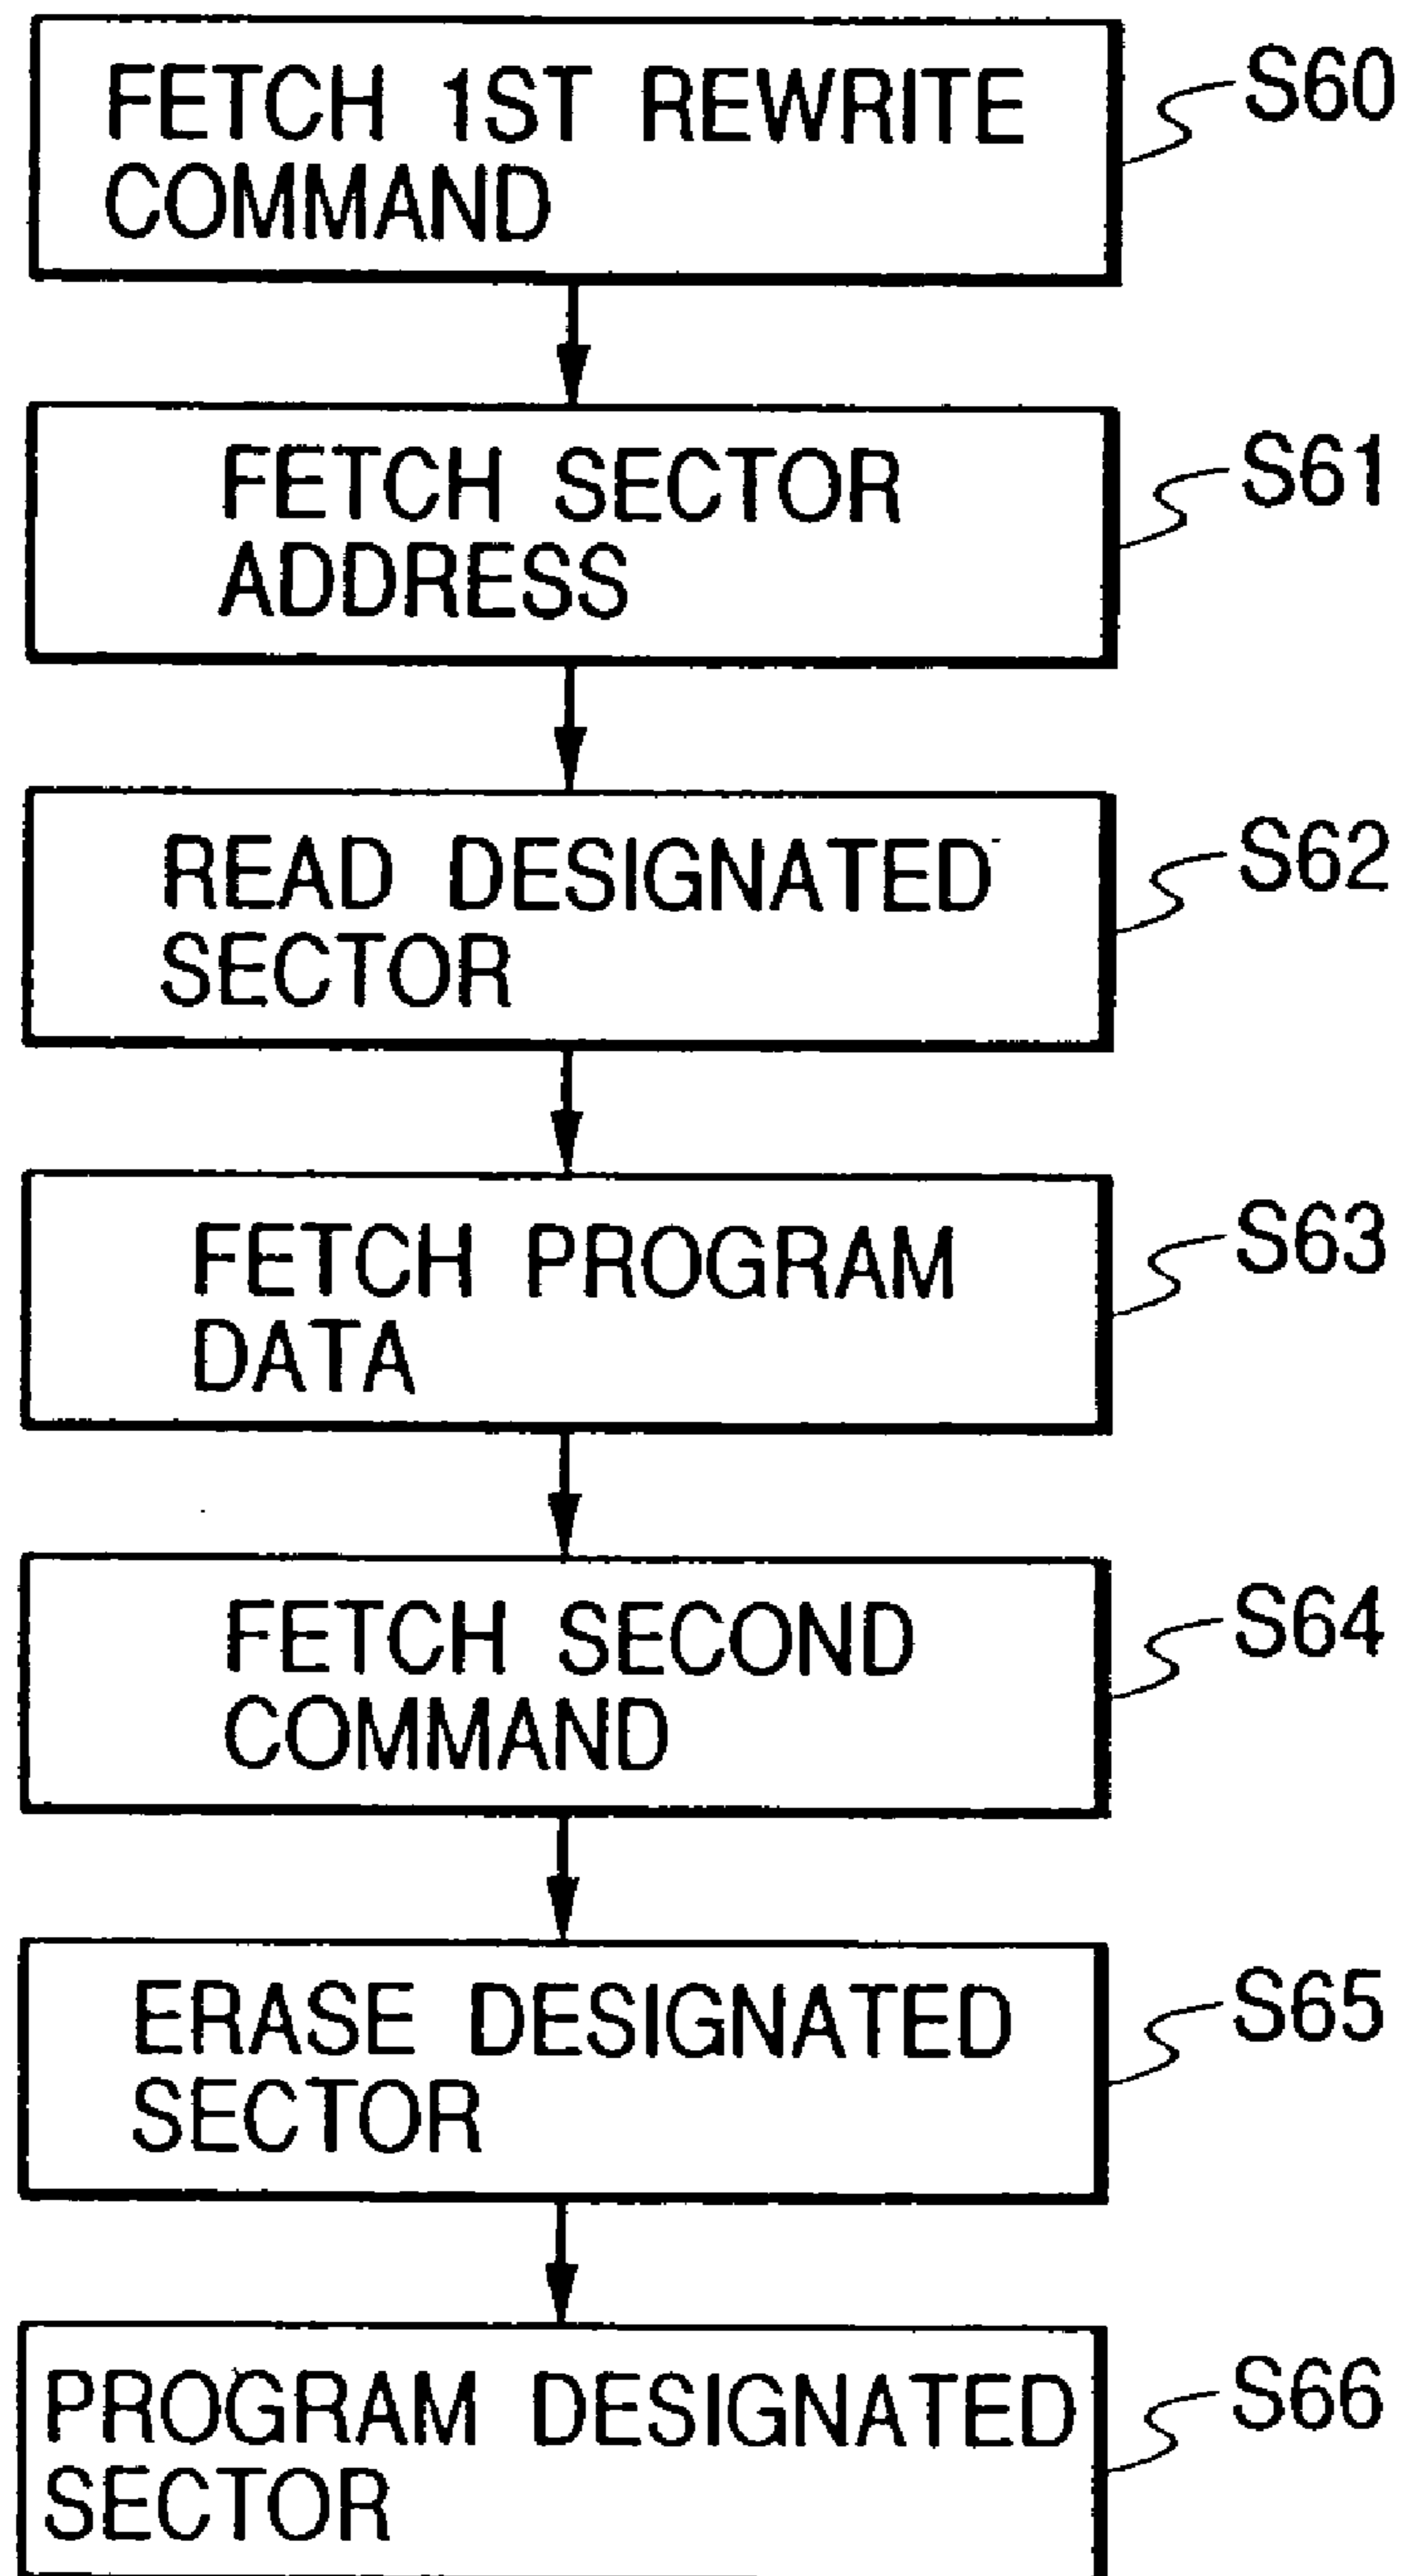 FETCH 1ST REWRITE
COMMAND
S60
FETCH SECTOR
ADDRESS
S61
READ DESIGNATED
SECTOR
S62
FETCH PROGRAM
DATA
S63
FETCH SECOND
COMMAND
S64
ERASE DESIGNATED
SECTOR
S65
PROGRAM DESIGNATED
SECTOR
S66